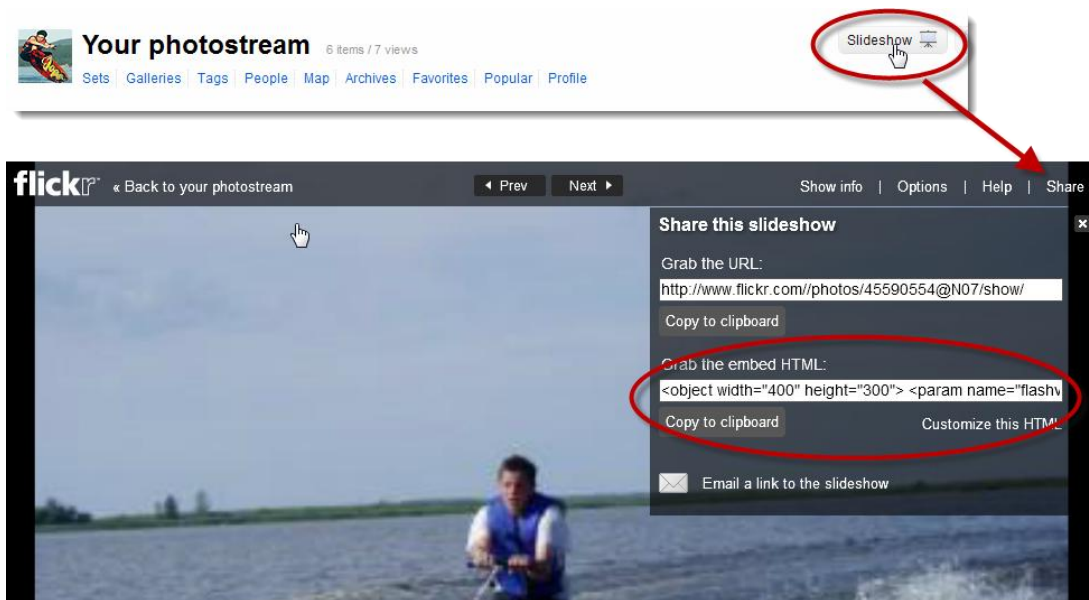 Your photostream 6 items / 7 views
Slideshow
Sets Galleries Tags People Map Archives Favorites Popular Profile
flickr « Back to your photostream Prev Next Show info | Options | Help | Share
Share this slideshow
Grab the URL:
http://www.flickr.com//photos/45590554@N07/show/
Copy to clipboard
Grab the embed HTML:
<object width="400" height="300"> <param name="flashv
Copy to clipboard Customize this HTML
Email a link to the slideshow